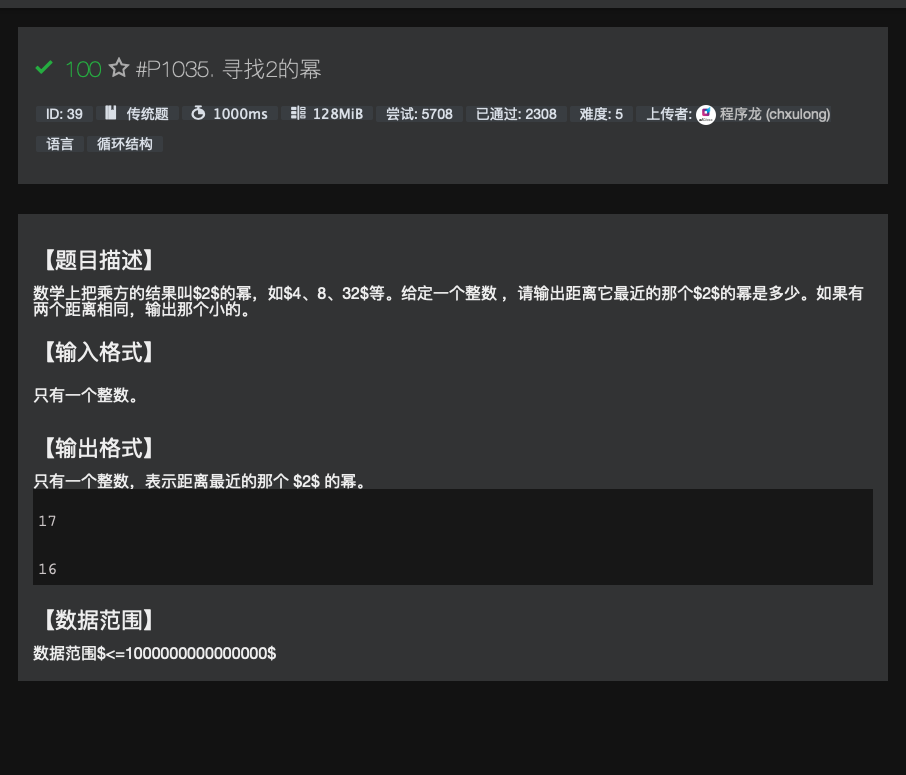 100 #P1035. 寻找2的幂
ID: 39 传统题 1000ms 128MiB 尝试: 5708 已通过: 2308 难度: 5 上传者: 程序龙 (chxulong)
语言 循环结构
【题目描述】
数学上把乘方的结果叫$2$的幂，如$4、8、32$等。给定一个整数 ，请输出距离它最近的那个$2$的幂是多少。如果有
两个距离相同，输出那个小的。
【输入格式】
只有一个整数。
【输出格式】
只有一个整数，表示距离最近的那个 $2$ 的幂。
17
16
【数据范围】
数据范围$<=1000000000000000$